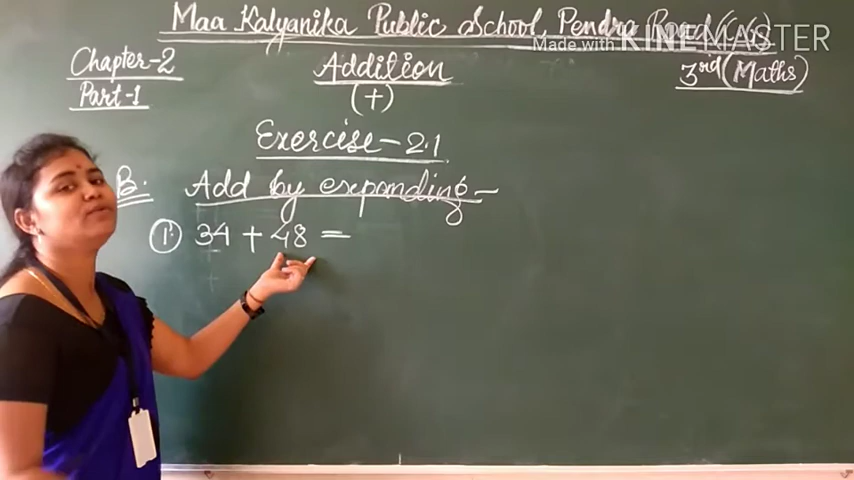 Maa Kalyanika Public School, Pendra Road (C.G)
Made with KINEMASTER
Chapter-2
Addition
3rd (Maths)
Part-1
(+)
Exercise-2.1
B. Add by expanding-
1. 34 + 48 =